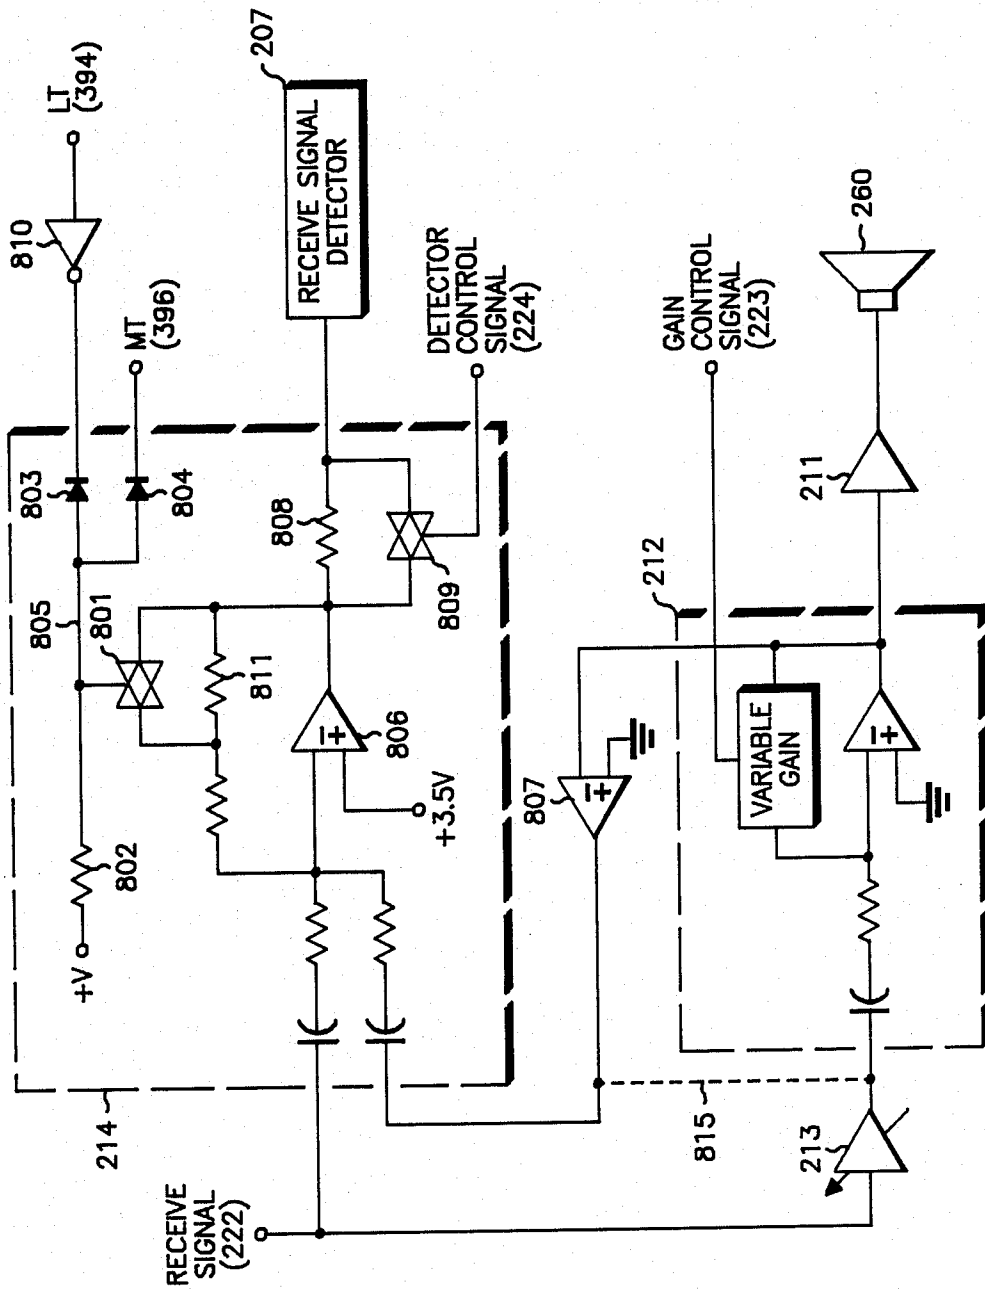 207
LT
(394)
810
RECEIVE SIGNAL
DETECTOR
MT
(396)
DETECTOR
CONTROL
SIGNAL
(224)
260
GAIN
CONTROL
SIGNAL
(223)
803
804
808
809
211
805
801
811
212
− +
806
+3.5V
802
+V
− +
807
VARIABLE
GAIN
− +
214
815
213
RECEIVE
SIGNAL
(222)